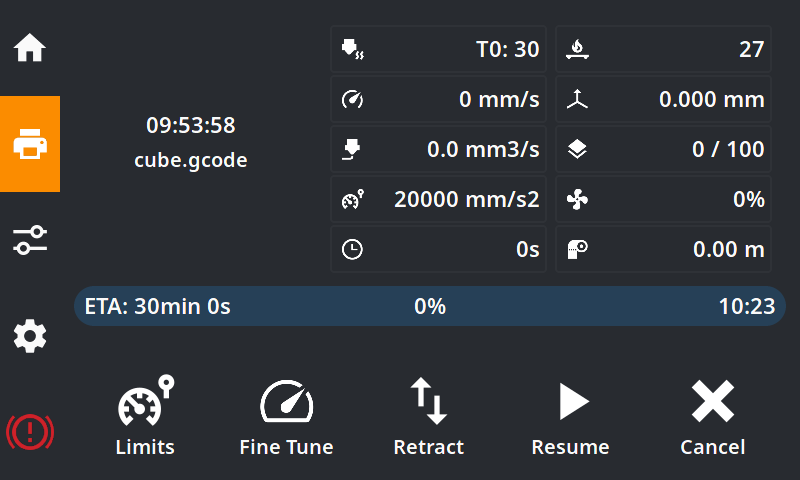 09:53:58
cube.gcode
T0: 30
27
0 mm/s
0.000 mm
0.0 mm3/s
0 / 100
20000 mm/s2
0%
0s
0.00 m
ETA: 30min 0s 0% 10:23
Limits Fine Tune Retract Resume Cancel